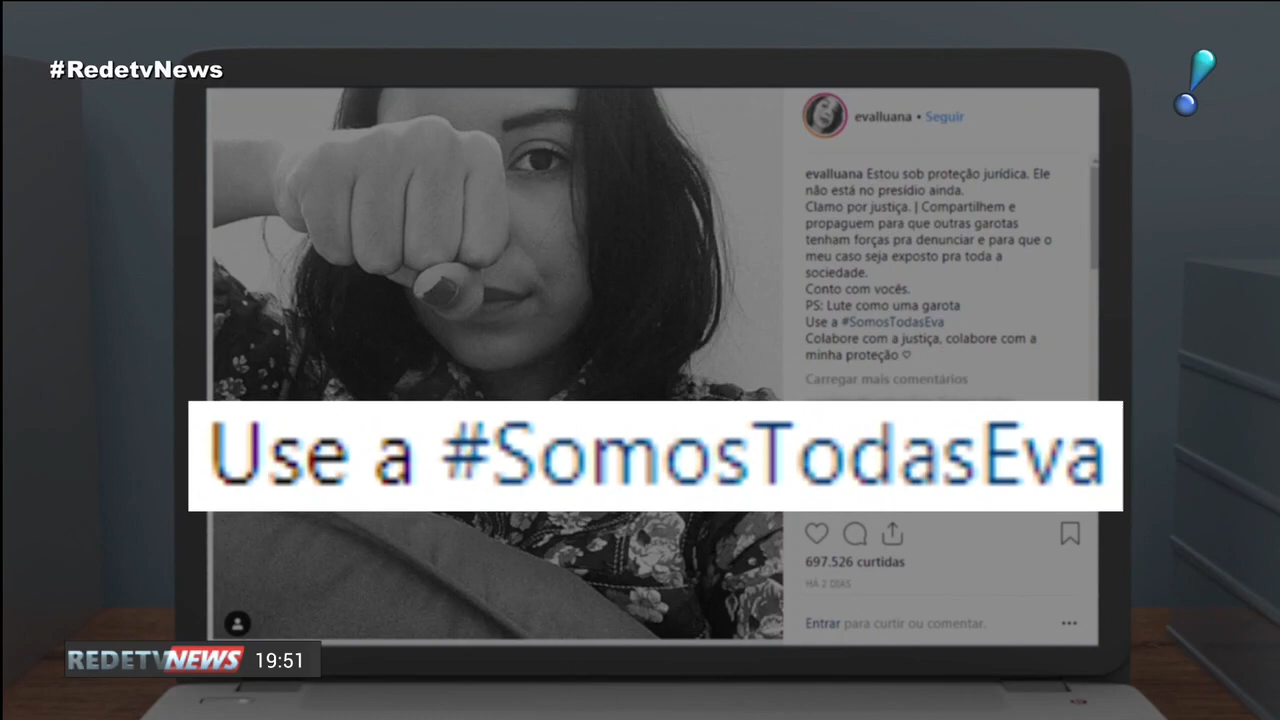 #RedetvNews
evalluana • Seguir
evalluana Estou sob proteção jurídica. Ele
não está no presídio ainda.
Clamo por justiça. | Compartilhem e
propaguem para que outras garotas
tenham forças pra denunciar e para que o
meu caso seja exposto pra toda a
sociedade.
Conto com vocês.
PS: Lute como uma garota
Use a #SomosTodasEva
Colabore com a justiça, colabore com a
minha proteção ♡
Carregar mais comentários
Use a #SomosTodasEva
697.526 curtidas
HÁ 2 DIAS
Entrar para curtir ou comentar.
REDETV NEWS 19:51